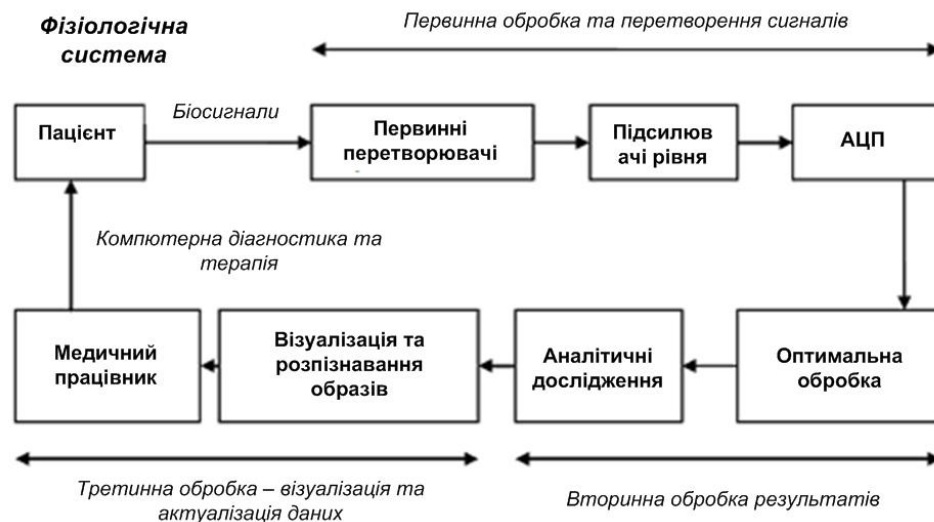 Фізіологічна
система
Первинна обробка та перетворення сигналів
Пацієнт
Біосигнали
Первинні
перетворювачі
Підсилюв
ачі рівня
АЦП
Компютерна діагностика та
терапія
Медичний
працівник
Візуалізація та
розпізнавання
образів
Аналітичні
дослідження
Оптимальна
обробка
Третинна обробка – візуалізація та
актуалізація даних
Вторинна обробка результатів